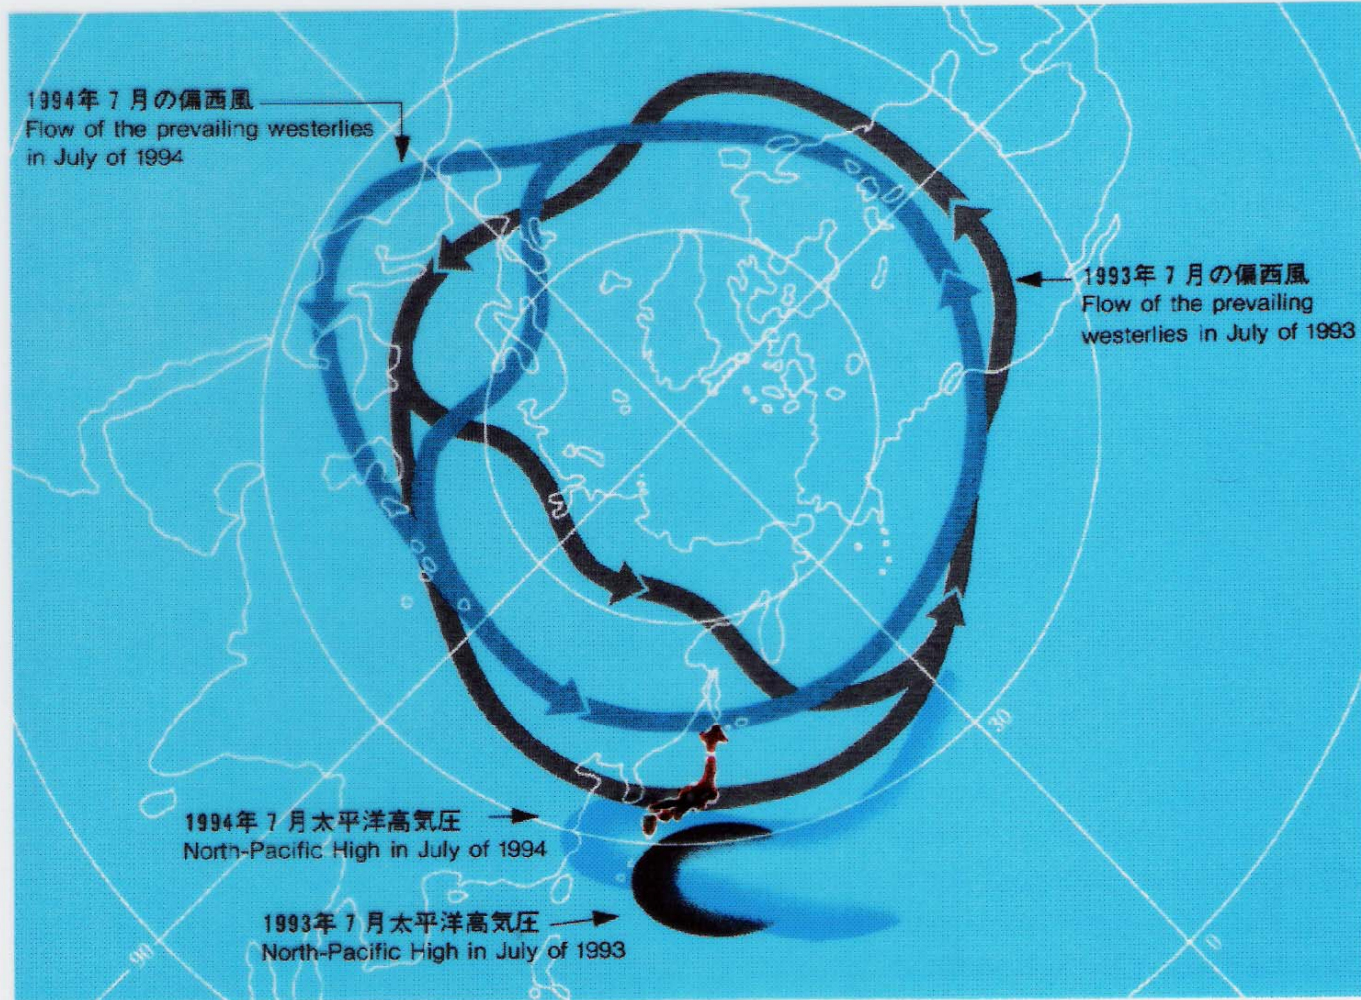 1994年 7 月の偏西風
Flow of the prevailing westerlies
in July of 1994
1993年 7 月の偏西風
Flow of the prevailing
westerlies in July of 1993
30
1994年 7 月太平洋高気圧
North-Pacific High in July of 1994
1993年 7 月太平洋高気圧
North-Pacific High in July of 1993
90
0